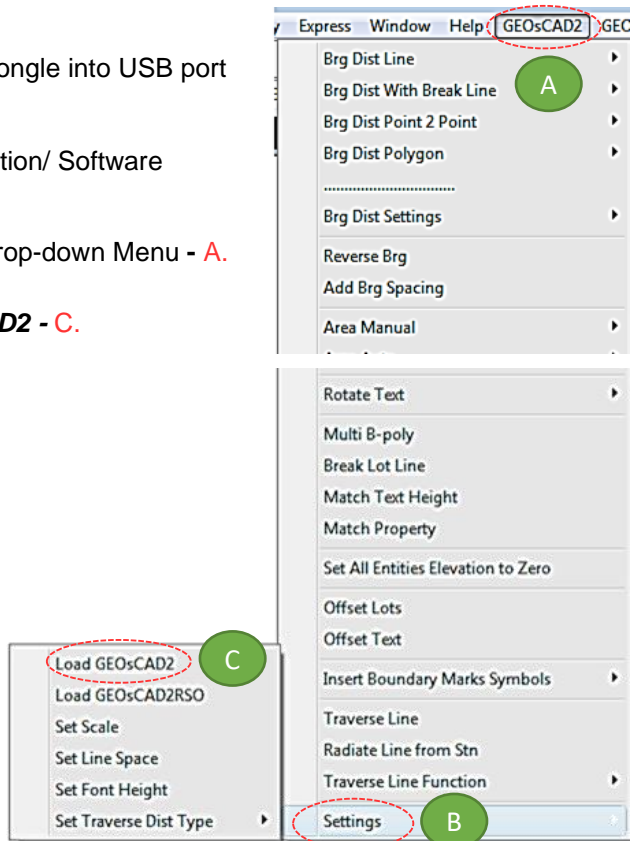 Express Window Help GEOsCAD2 GEO
ongle into USB port
tion/ Software
rop-down Menu - A.
D2 - C.
Brg Dist Line
A
Brg Dist With Break Line
Brg Dist Point 2 Point
Brg Dist Polygon
.................................
Brg Dist Settings
Reverse Brg
Add Brg Spacing
Area Manual
Rotate Text
Multi B-poly
Break Lot Line
Match Text Height
Match Property
Set All Entities Elevation to Zero
Offset Lots
Offset Text
Insert Boundary Marks Symbols
Traverse Line
Radiate Line from Stn
Traverse Line Function
Settings B
Load GEOsCAD2 C
Load GEOsCAD2RSO
Set Scale
Set Line Space
Set Font Height
Set Traverse Dist Type